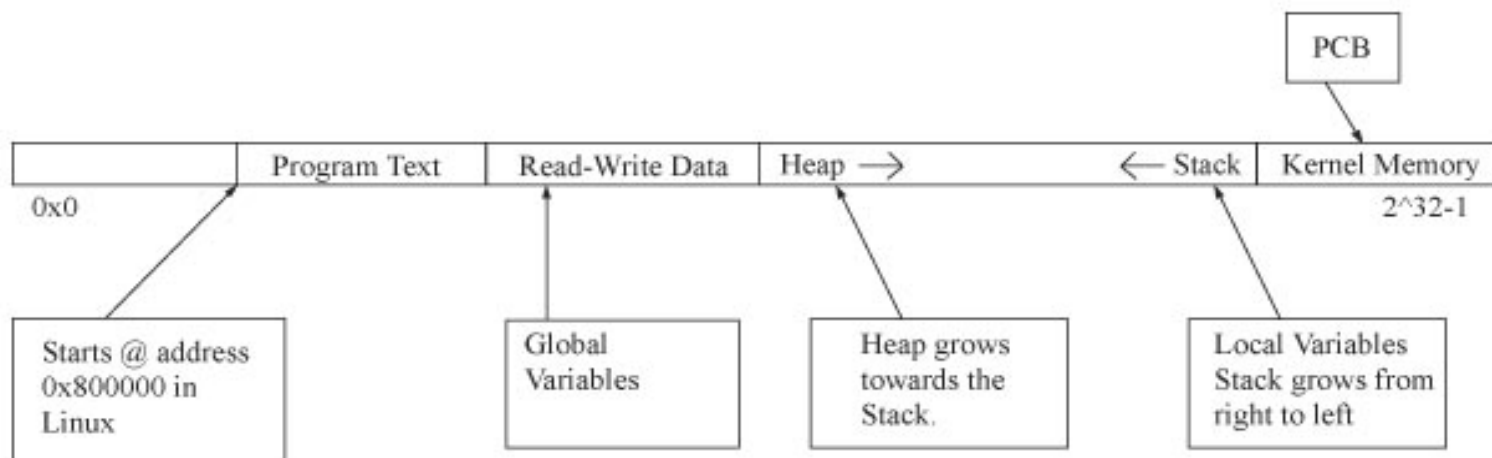 PCB
Program Text
Read-Write Data
Heap
Stack
Kernel Memory
0x0
2^32-1
Starts @ address
0x800000 in
Linux
Global
Variables
Heap grows
towards the
Stack.
Local Variables
Stack grows from
right to left